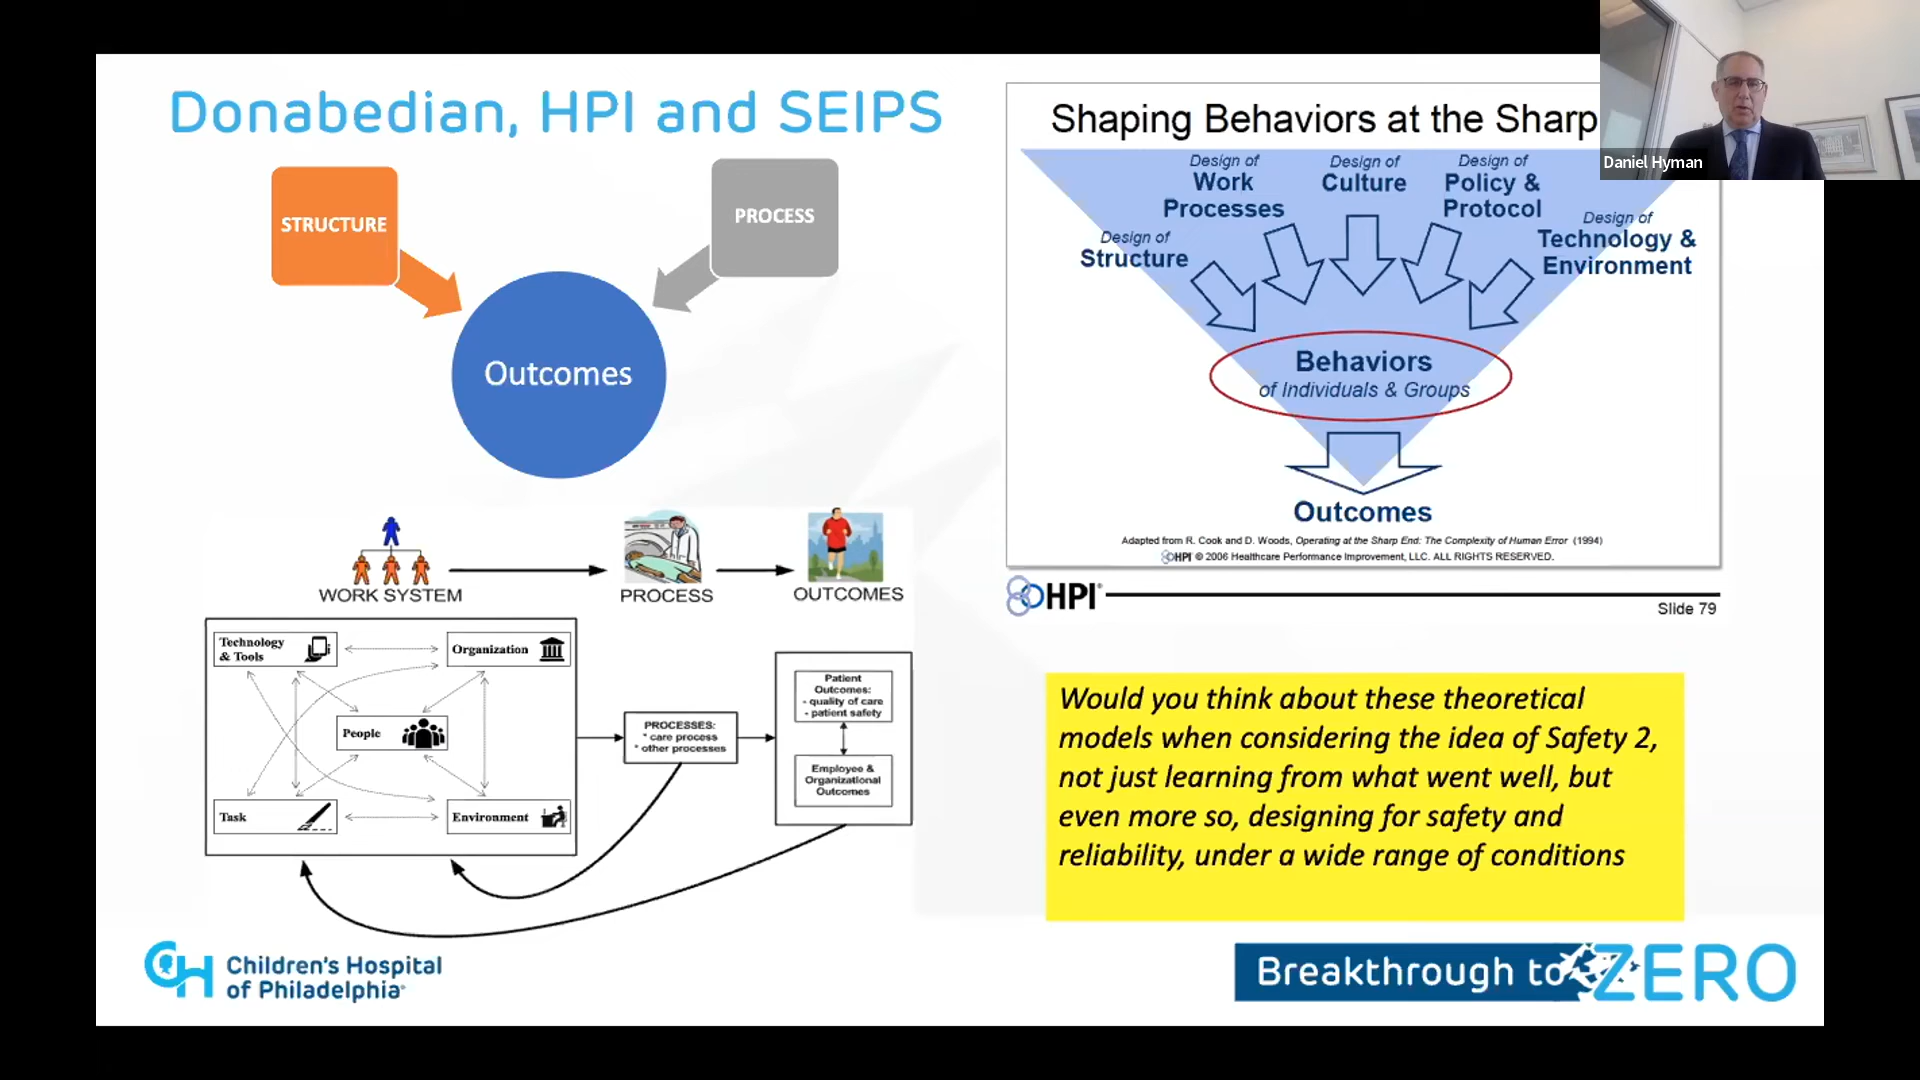 Donabedian, HPI and SEIPS
STRUCTURE
PROCESS
Outcomes
WORK SYSTEM
PROCESS
OUTCOMES
Technology
& Tools
Organization
People
Task
Environment
PROCESSES:
* care process
* other processes
Patient
Outcomes:
- quality of care
- patient safety
Employee &
Organizational
Outcomes
Children's Hospital
of Philadelphia
Shaping Behaviors at the Sharp
Design of
Structure
Design of
Work
Processes
Design of
Culture
Design of
Policy &
Protocol
Design of
Technology &
Environment
Behaviors
of Individuals & Groups
Outcomes
Adapted from R. Cook and D. Woods, Operating at the Sharp End: The Complexity of Human Error (1994)
HPI © 2006 Healthcare Performance Improvement, LLC. ALL RIGHTS RESERVED.
HPI
Slide 79
Would you think about these theoretical
models when considering the idea of Safety 2,
not just learning from what went well, but
even more so, designing for safety and
reliability, under a wide range of conditions
Breakthrough to ZERO
Daniel Hyman